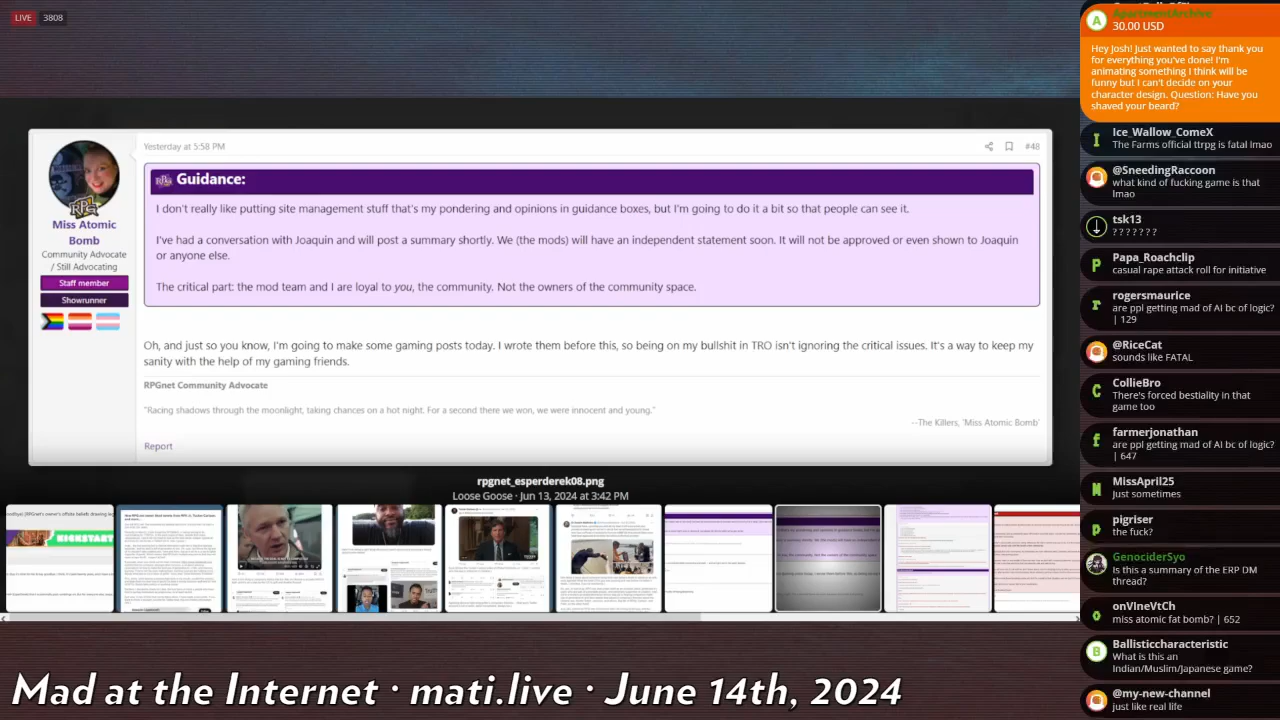 LIVE 3808
Yesterday at 5:58 PM
#48
Miss Atomic
Bomb
Community Advocate
/ Still Advocating
Staff member
Showrunner
Guidance:
I don't really like putting site management stuff that's my pondering and opinions in guidance boxes, but I'm going to do it a bit so that people can see it.
I've had a conversation with Joaquin and will post a summary shortly. We (the mods) will have an independent statement soon. It will not be approved or even shown to Joaquin
or anyone else.
The critical part: the mod team and I are loyal to you, the community. Not the owners of the community space.
Oh, and just so you know, I'm going to make some gaming posts today. I wrote them before this, so being on my bullshit in TRO isn't ignoring the critical issues. It's a way to keep my
sanity with the help of my gaming friends.
RPGnet Community Advocate
"Racing shadows through the moonlight, taking chances on a hot night. For a second there we won, we were innocent and young."
--The Killers, 'Miss Atomic Bomb'
Report
rpgnet_esperderek08.png
Loose Goose · Jun 13, 2024 at 3:42 PM
KICKSTART
Mad at the Internet · mati.live · June 14th, 2024
ApartmentArchive
30.00 USD
Hey Josh! Just wanted to say thank you
for everything you've done! I'm
animating something I think will be
funny but I can't decide on your
character design. Question: Have you
shaved your beard?
Ice_Wallow_ComeX
The Farms official ttrpg is fatal lmao
@SneedingRaccoon
what kind of fucking game is that
lmao
tsk13
? ? ? ? ? ? ?
Papa_Roachclip
casual rape attack roll for initiative
rogersmaurice
are ppl getting mad of AI bc of logic?
| 129
@RiceCat
sounds like FATAL
CollieBro
There's forced bestiality in that
game too
farmerjonathan
are ppl getting mad of AI bc of logic?
| 647
MissApril25
Just sometimes
pigriser
the fuck?
GenociderSyo
Is this a summary of the ERP DM
thread?
onVIneVtCh
miss atomic fat bomb? | 652
Ballisticcharacteristic
What is this an
Indian/Muslim/Japanese game?
@my-new-channel
just like real life